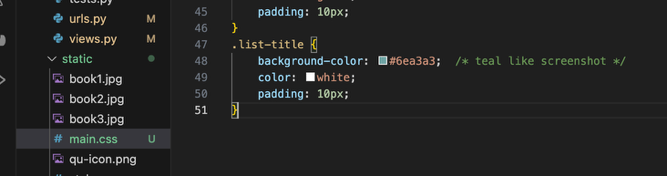 tests.py
urls.py M
views.py M
static
book1.jpg
book2.jpg
book3.jpg
# main.css U
qu-icon.png
45 padding: 10px;
46 }
47 .list-title {
48 background-color: #6ea3a3; /* teal like screenshot */
49 color: white;
50 padding: 10px;
51 }